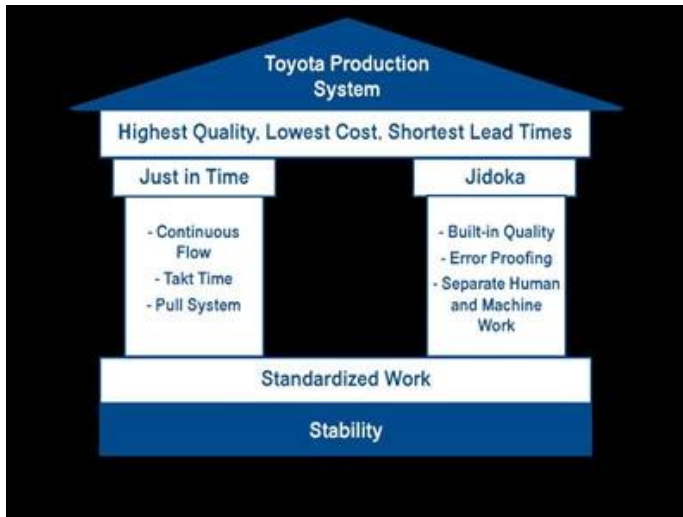 Toyota Production
System
Highest Quality, Lowest Cost, Shortest Lead Times
Just in Time
- Continuous
Flow
- Takt Time
- Pull System
Jidoka
- Built-in Quality
- Error Proofing
- Separate Human
and Machine
Work
Standardized Work
Stability